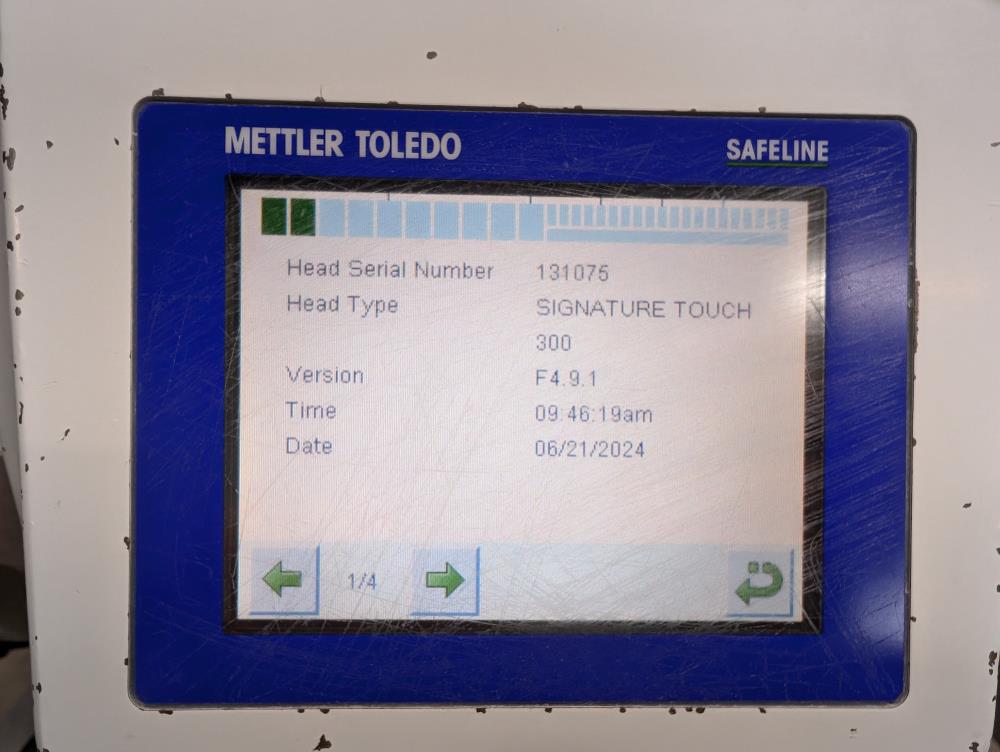 METTLER TOLEDO SAFELINE
Head Serial Number 131075
Head Type SIGNATURE TOUCH
300
Version F4.9.1
Time 09:46:19am
Date 06/21/2024
1/4